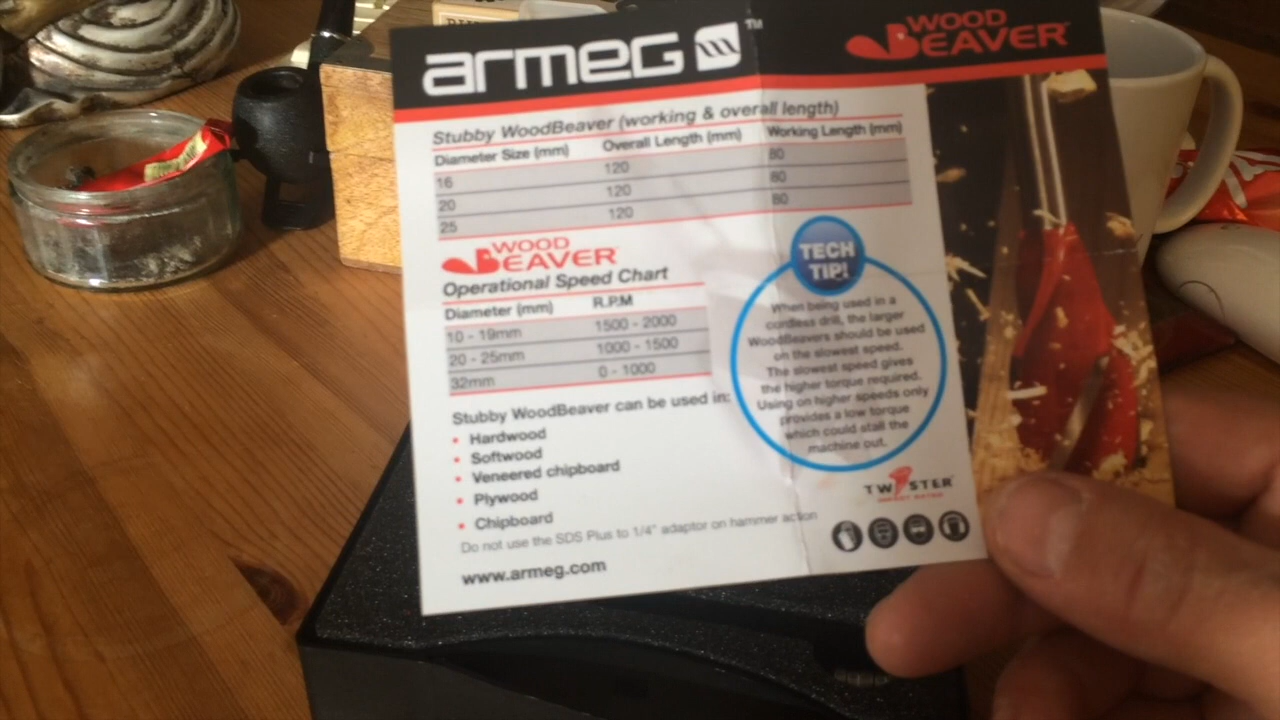 armeg TM
WOOD
BEAVER
Stubby WoodBeaver (working & overall length)
Diameter Size (mm) Overall Length (mm) Working Length (mm)
16 120 80
20 120 80
25 120 80
WOOD
BEAVER
Operational Speed Chart
Diameter (mm) R.P.M
10 - 19mm 1500 - 2000
20 - 25mm 1000 - 1500
32mm 0 - 1000
Stubby WoodBeaver can be used in:
• Hardwood
• Softwood
• Veneered chipboard
• Plywood
• Chipboard
Do not use the SDS Plus to 1/4" adaptor on hammer action
www.armeg.com
TECH
TIP!
When being used in a
cordless drill, the larger
WoodBeavers should be used
on the slowest speed.
The slowest speed gives
the higher torque required.
Using on higher speeds only
provides a low torque
which could stall the
machine out.
TWISTER